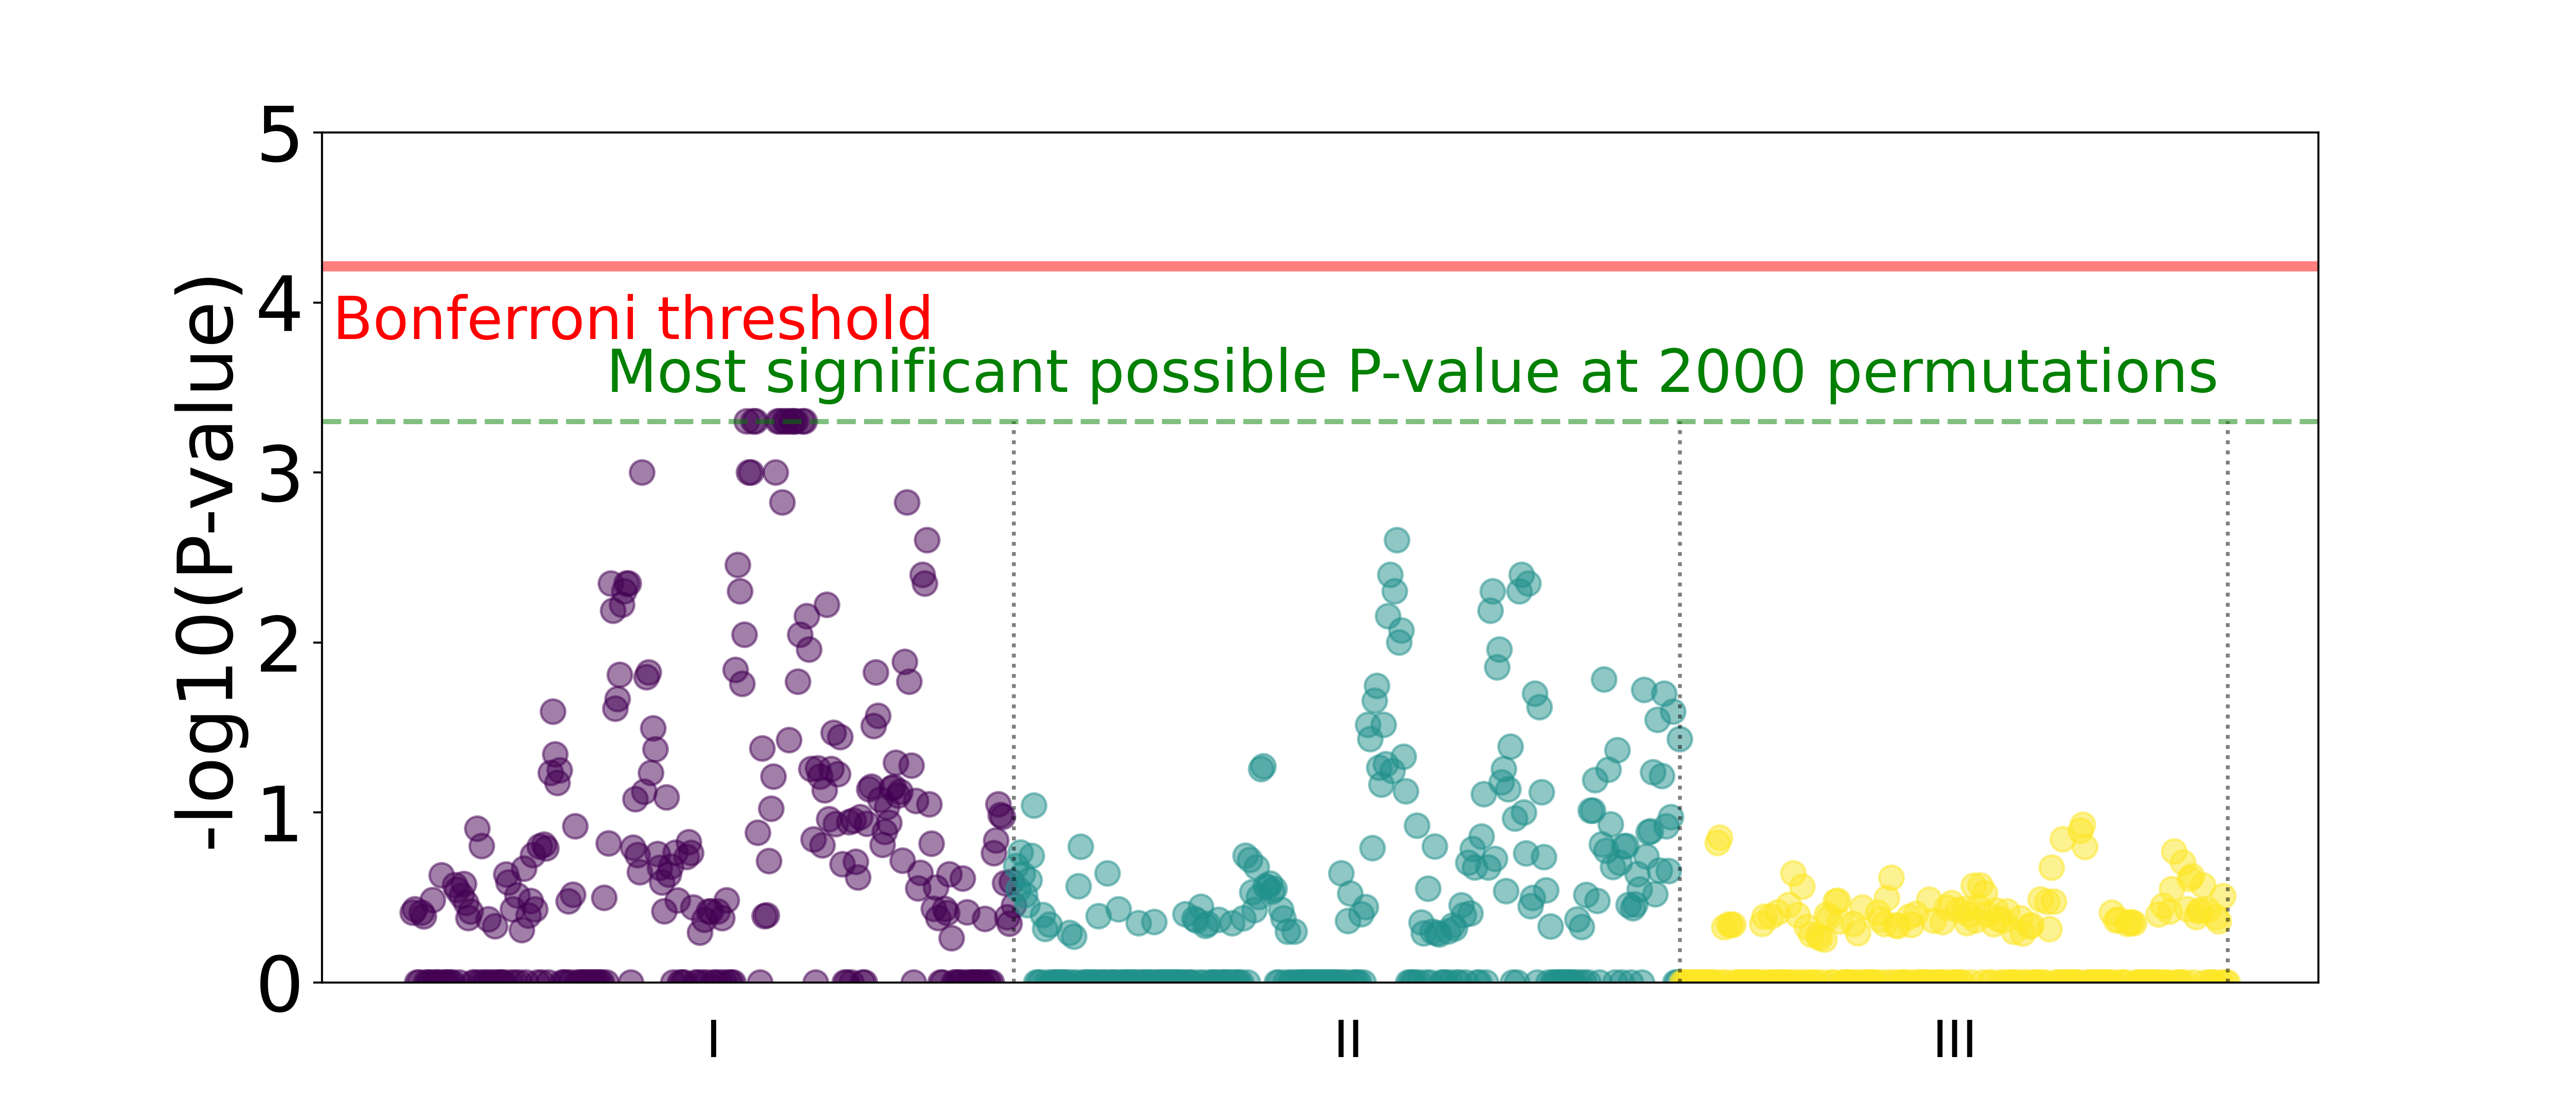 -log10(P-value)
5
4
3
2
1
0
Bonferroni threshold
Most significant possible P-value at 2000 permutations
I
II
III